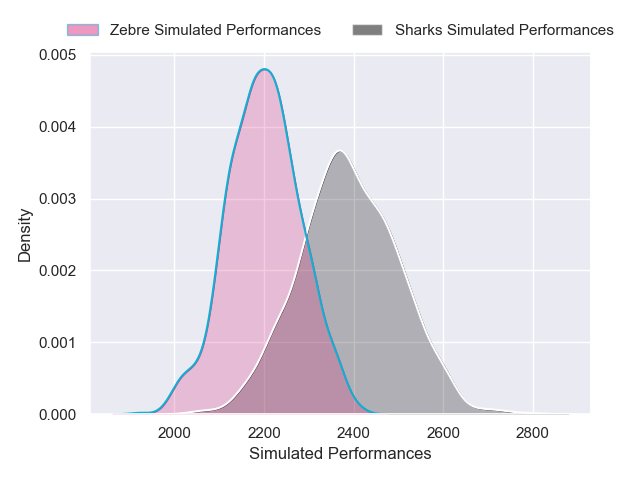 Zebre Simulated Performances Sharks Simulated Performances
0.005
0.004
0.003
0.002
0.001
0.000
Density
2000 2200 2400 2600 2800
Simulated Performances